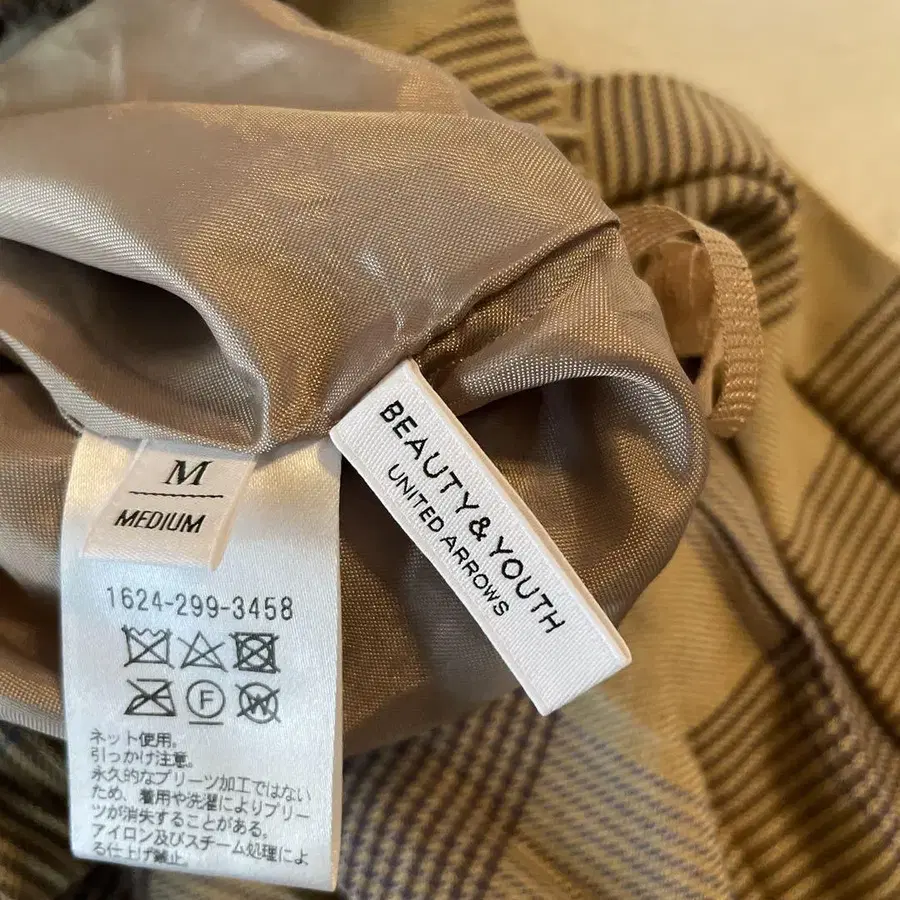 M
MEDIUM
BEAUTY & YOUTH
UNITED ARROWS
1624-299-3458
F
W
ネット使用。
引っかけ注意。
永久的なプリーツ加工ではない
ため、着用や洗濯によりプリー
ツが消失することがある。
アイロン及びスチーム処理によ
る仕上げ禁止。